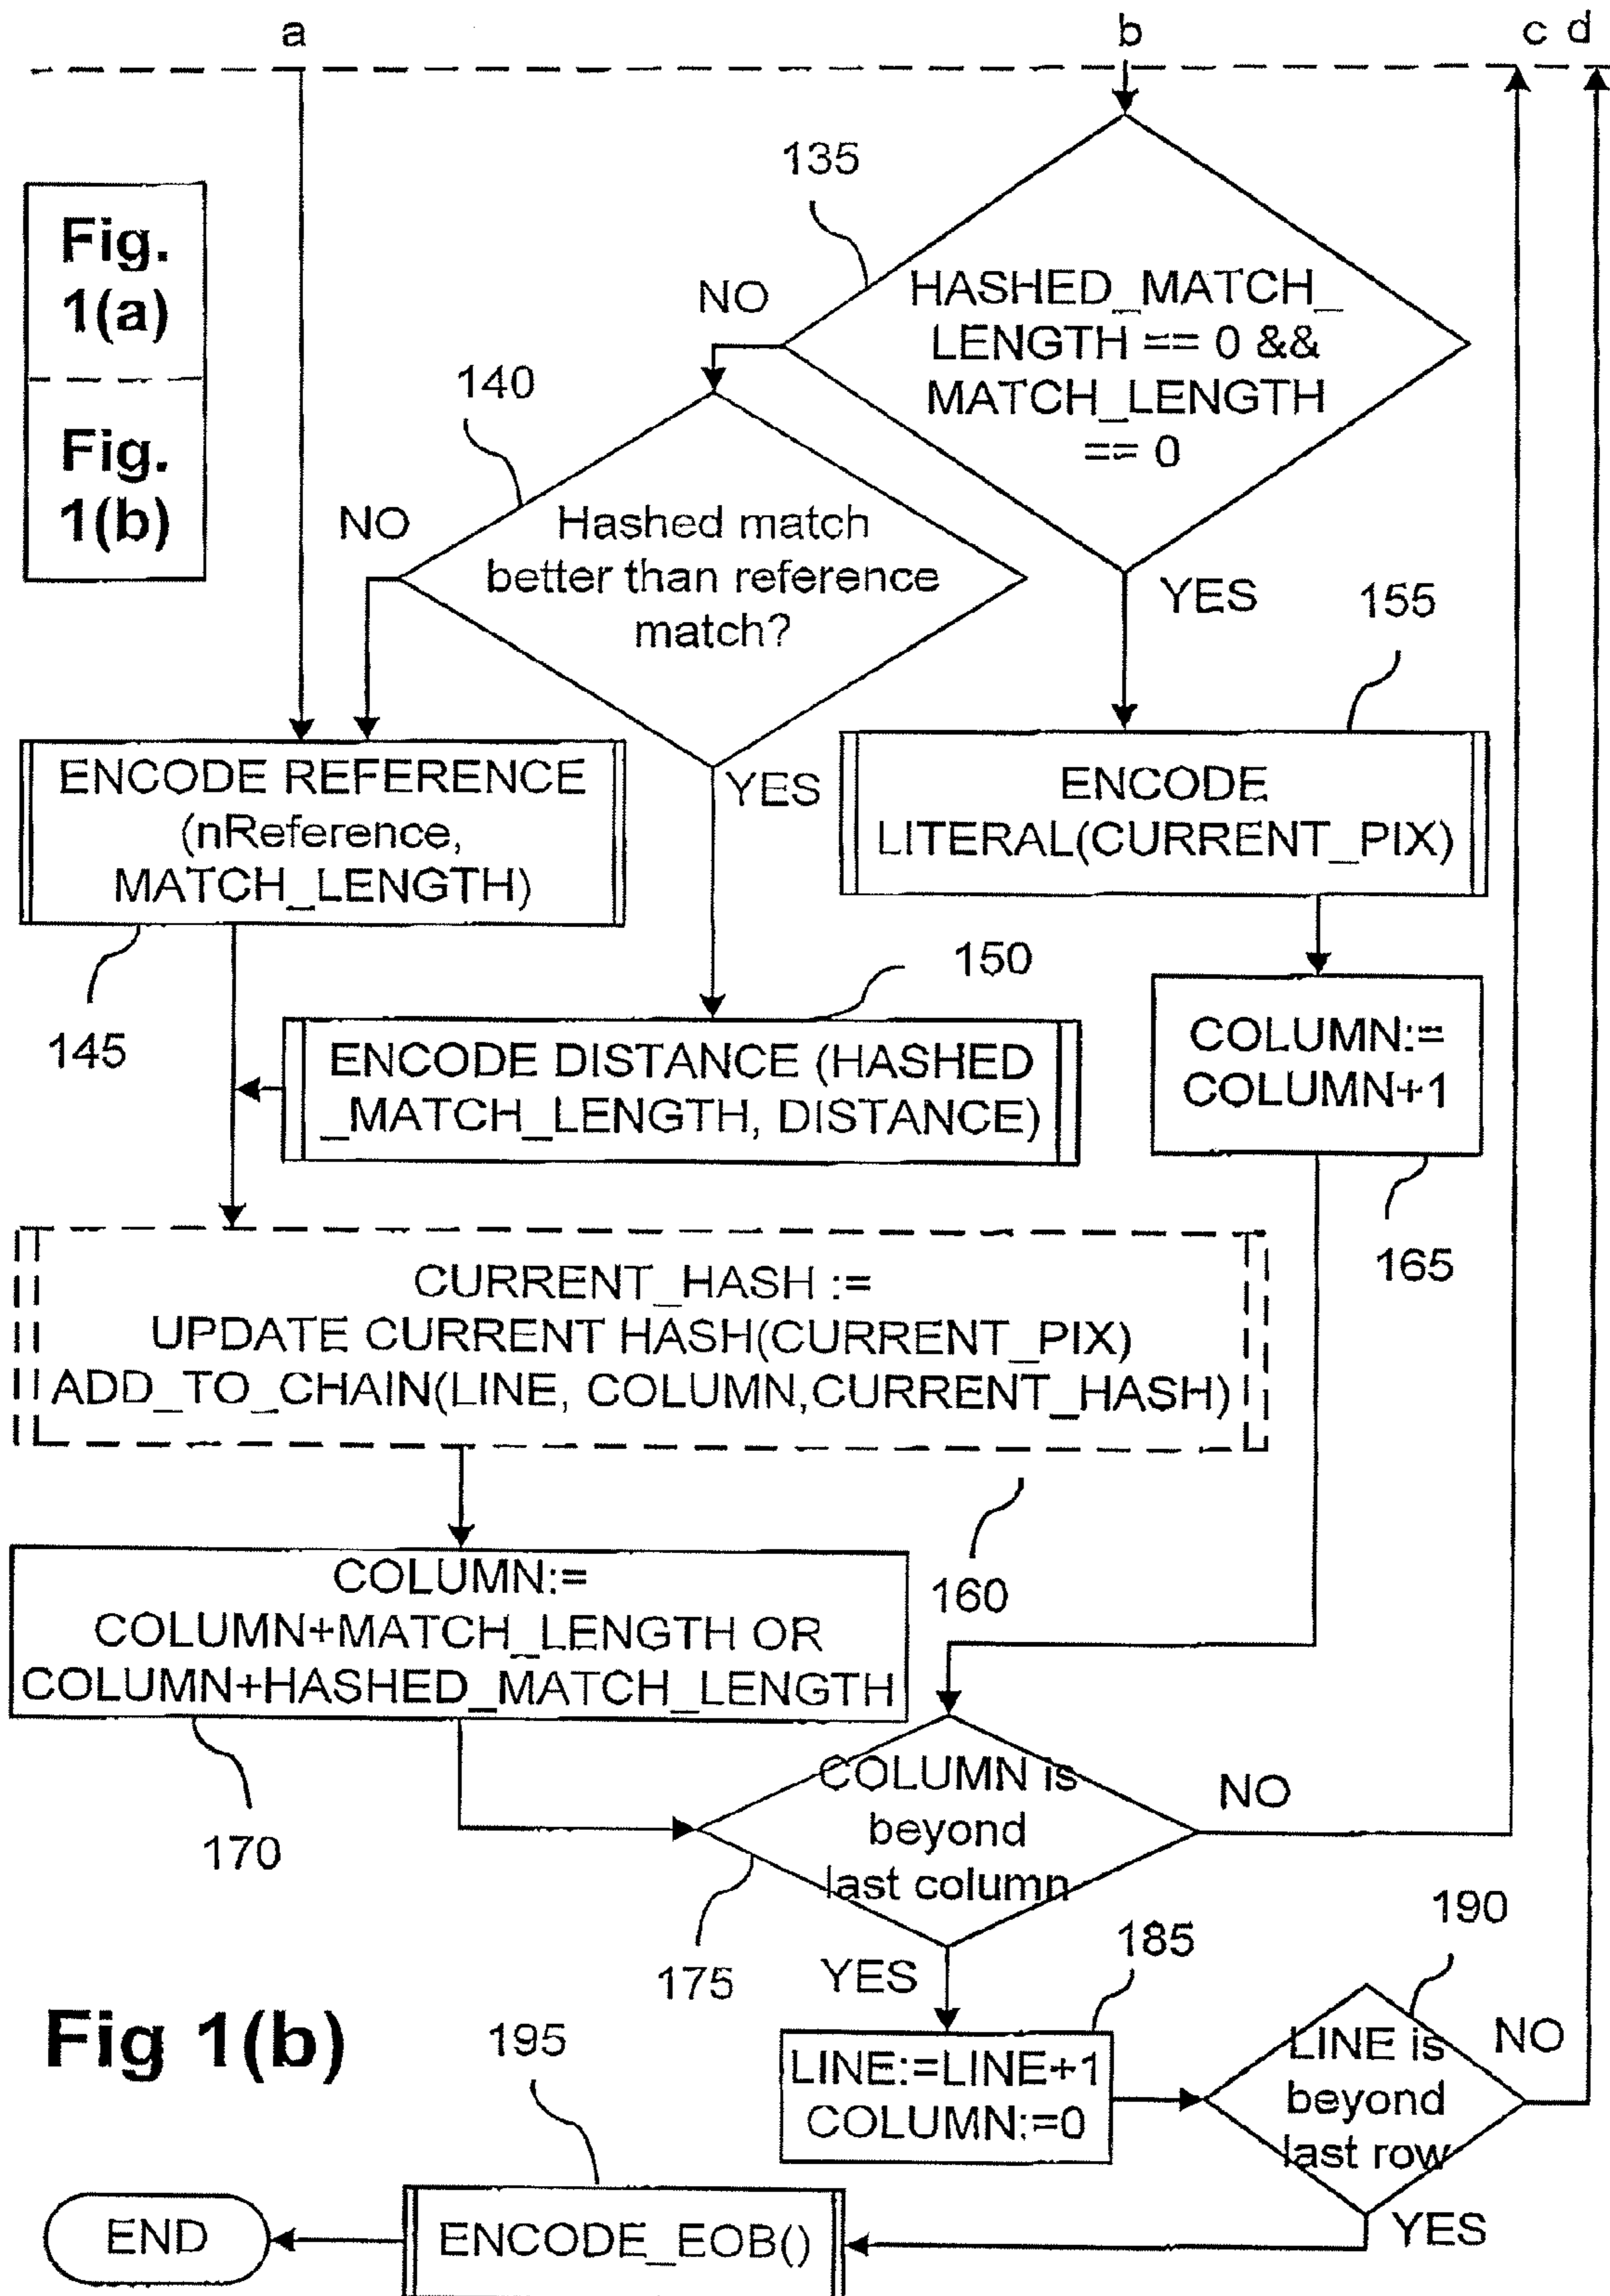 a
b
c d
135
Fig.
1(a)
Fig.
1(b)
NO
HASHED_MATCH_
LENGTH == 0 &&
MATCH_LENGTH
== 0
140
NO
Hashed match
better than reference
match?
YES
155
ENCODE REFERENCE
(nReference,
MATCH_LENGTH)
YES
ENCODE
LITERAL(CURRENT_PIX)
145
150
ENCODE DISTANCE (HASHED
_MATCH_LENGTH, DISTANCE)
COLUMN:=
COLUMN+1
165
CURRENT_HASH :=
UPDATE CURRENT HASH(CURRENT_PIX)
ADD_TO_CHAIN(LINE, COLUMN,CURRENT_HASH)
160
COLUMN:=
COLUMN+MATCH_LENGTH OR
COLUMN+HASHED_MATCH_LENGTH
170
COLUMN is
beyond
last column
NO
175
YES
185
190
Fig 1(b)
LINE:=LINE+1
COLUMN:=0
LINE is
beyond
last row
NO
195
YES
ENCODE_EOB()
END